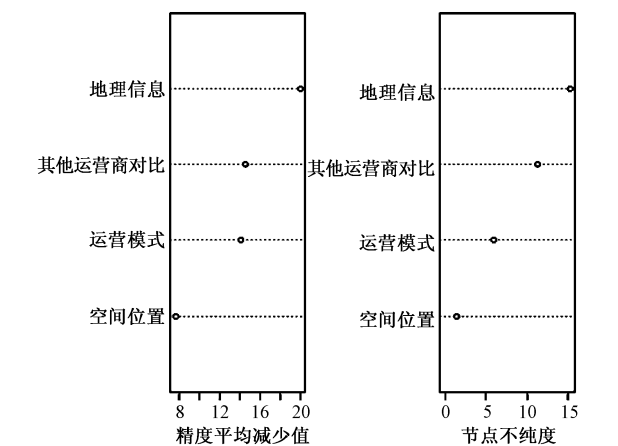 地理信息
其他运营商对比
运营模式
空间位置
8 12 16 20
精度平均减少值
地理信息
其他运营商对比
运营模式
空间位置
0 5 10 15
节点不纯度